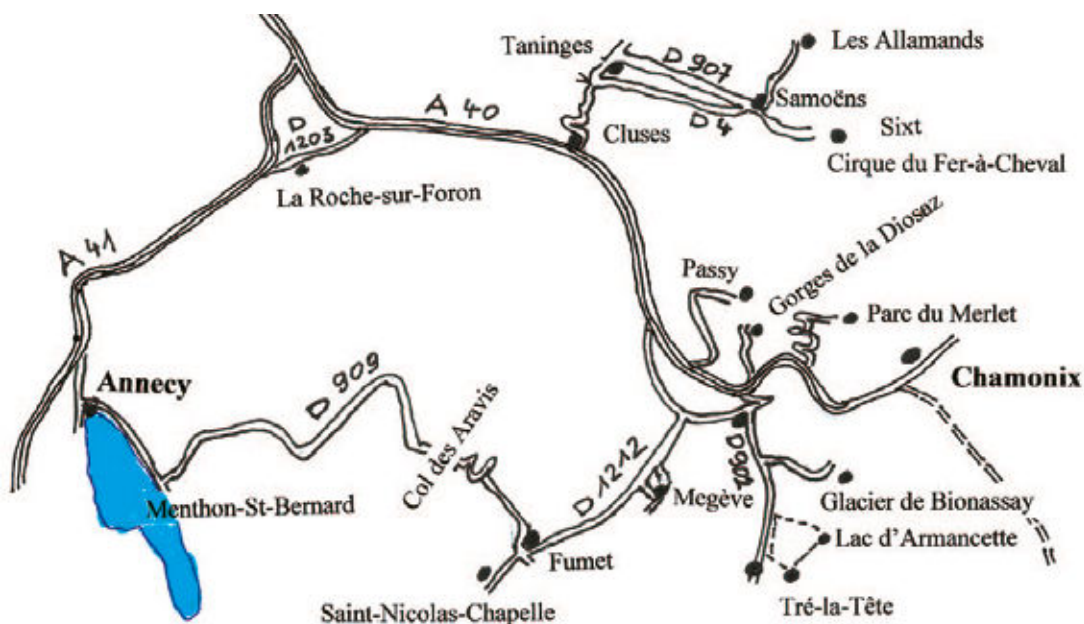 Taninges
D 907
Les Allamands
A 40
Samoëns
D 4
D
1203
Cluses
Sixt
Cirque du Fer-à-Cheval
La Roche-sur-Foron
A 41
Passy
Gorges de la Diosaz
Parc du Merlet
Annecy
D 909
Chamonix
Col des Aravis
D 1212
D 902
Megève
Menthon-St-Bernard
Glacier de Bionassay
Lac d'Armancette
Fumet
Saint-Nicolas-Chapelle
Tré-la-Tête